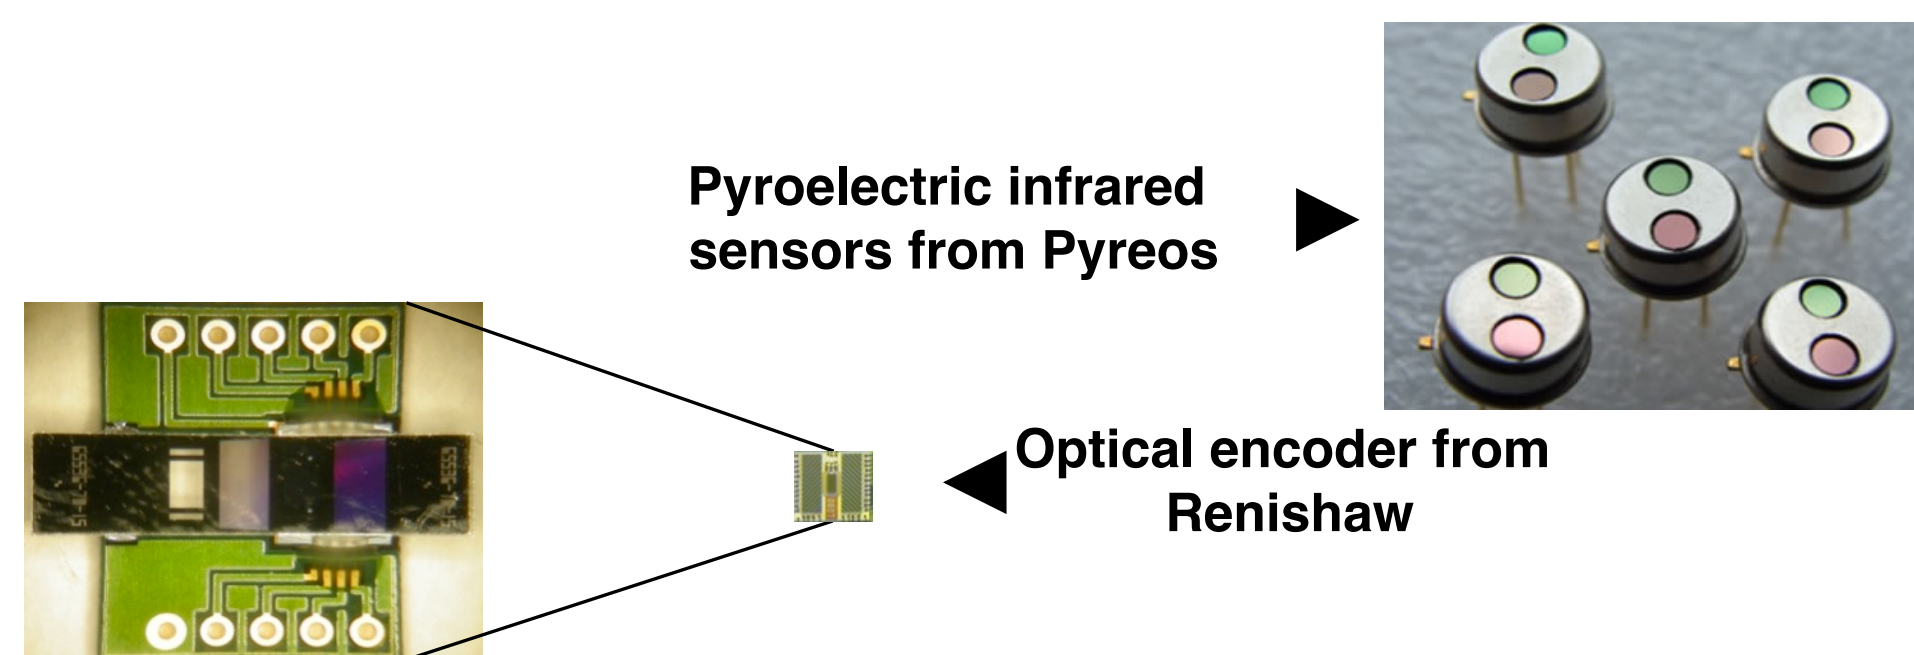 Pyroelectric infrared
sensors from Pyreos
Optical encoder from
Renishaw